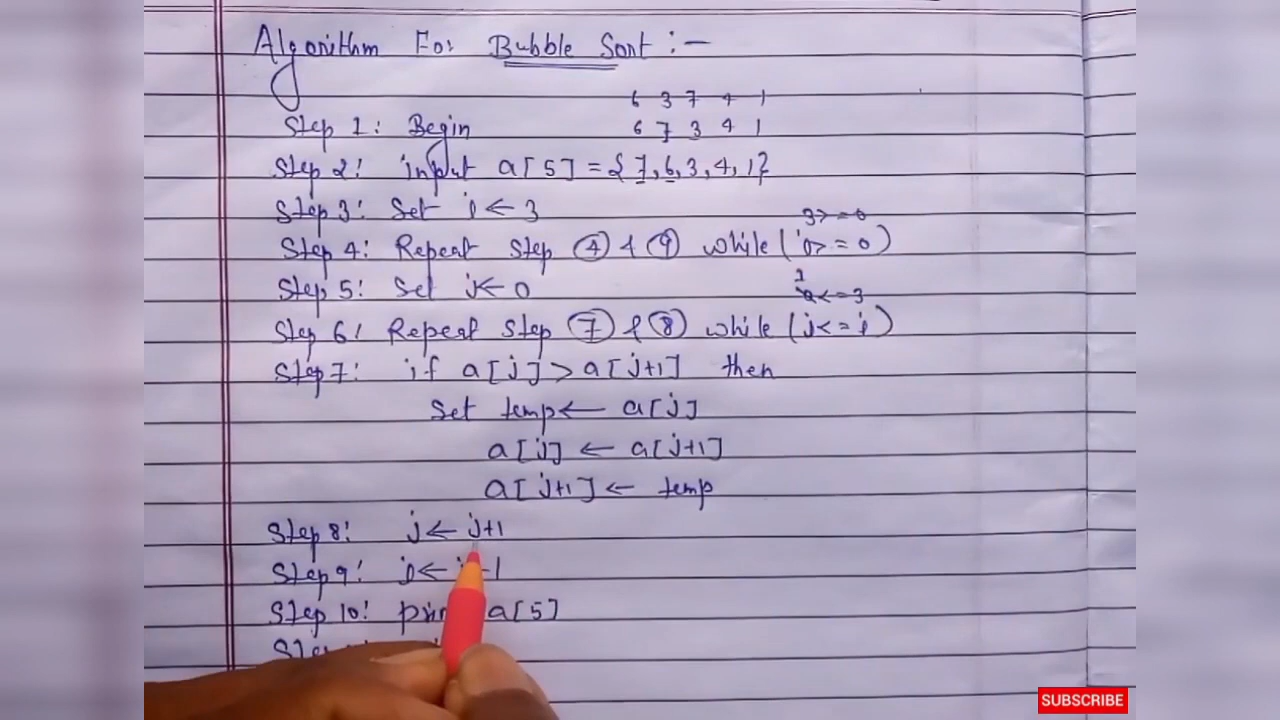 Algorithm For Bubble Sort :-
6 3 7 4 1
Step 1: Begin 6 7 3 4 1
Step 2: input a[5] = {7, 6, 3, 4, 1}
Step 3: Set i ← 3
3>=0
Step 4: Repeat Step 4 & 9 while (i>=0)
Step 5: Set j ← 0
1
<=3
Step 6: Repeat Step 7 & 8 while (j<=i)
Step 7: if a[j] > a[j+1] then
Set temp ← a[j]
a[j] ← a[j+1]
a[j+1] ← temp
Step 8: j ← j+1
Step 9: i ← -1
Step 10: a[5]
SUBSCRIBE